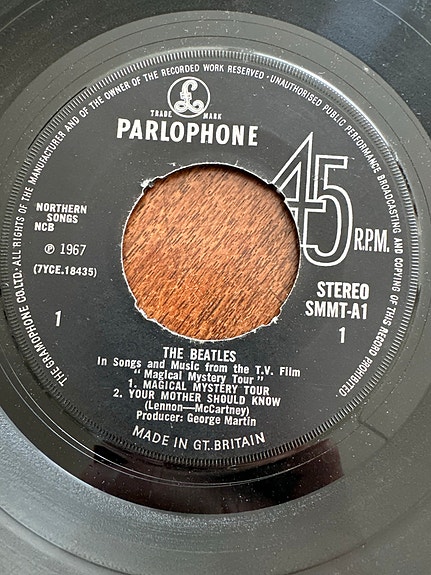 THE GRAMOPHONE CO.LTD.·ALL RIGHTS OF THE MANUFACTURER AND OF THE OWNER OF THE RECORDED WORK RESERVED·UNAUTHORISED PUBLIC PERFORMANCE BROADCASTING AND COPYING OF THIS RECORD PROHIBITED
£
TRADE MARK
PARLOPHONE
45
R.P.M.
NORTHERN
SONGS
NCB
℗ 1967
(7YCE.18435)
1
STEREO
SMMT-A1
1
THE BEATLES
In Songs and Music from the T.V. Film
"Magical Mystery Tour"
1. MAGICAL MYSTERY TOUR
2. YOUR MOTHER SHOULD KNOW
(Lennon—McCartney)
Producer: George Martin
MADE IN GT. BRITAIN